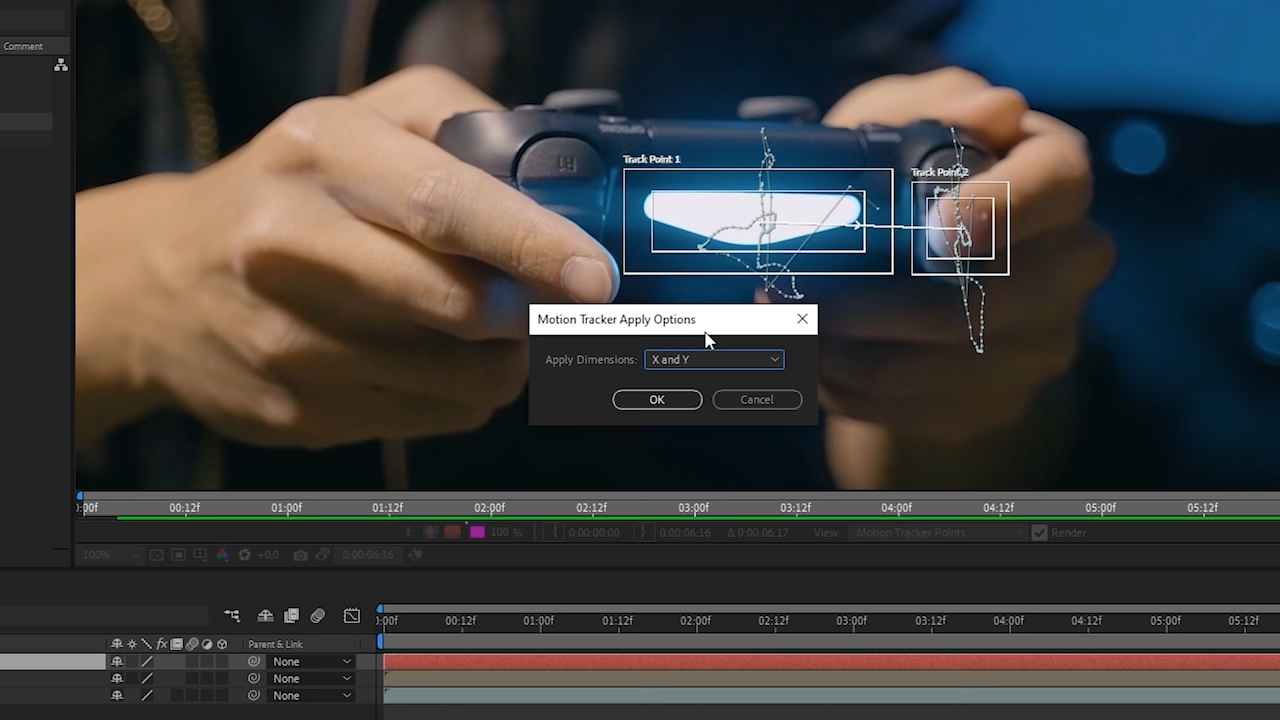 Comment
OPTIONS
R1
Track Point 1
Track Point 2
Motion Tracker Apply Options
Apply Dimensions: X and Y
OK Cancel
):00f 00:12f 01:00f 01:12f 02:00f 02:12f 03:00f 03:12f 04:00f 04:12f 05:00f 05:12f
100 % 0:00:00:00 0:00:06:16 Δ 0:00:06:17 View: Motion Tracker Points Render
100% +0.0 0:00:06:16
):00f 00:12f 01:00f 01:12f 02:00f 02:12f 03:00f 03:12f 04:00f 04:12f 05:00f 05:12f
fx Parent & Link
None
None
None